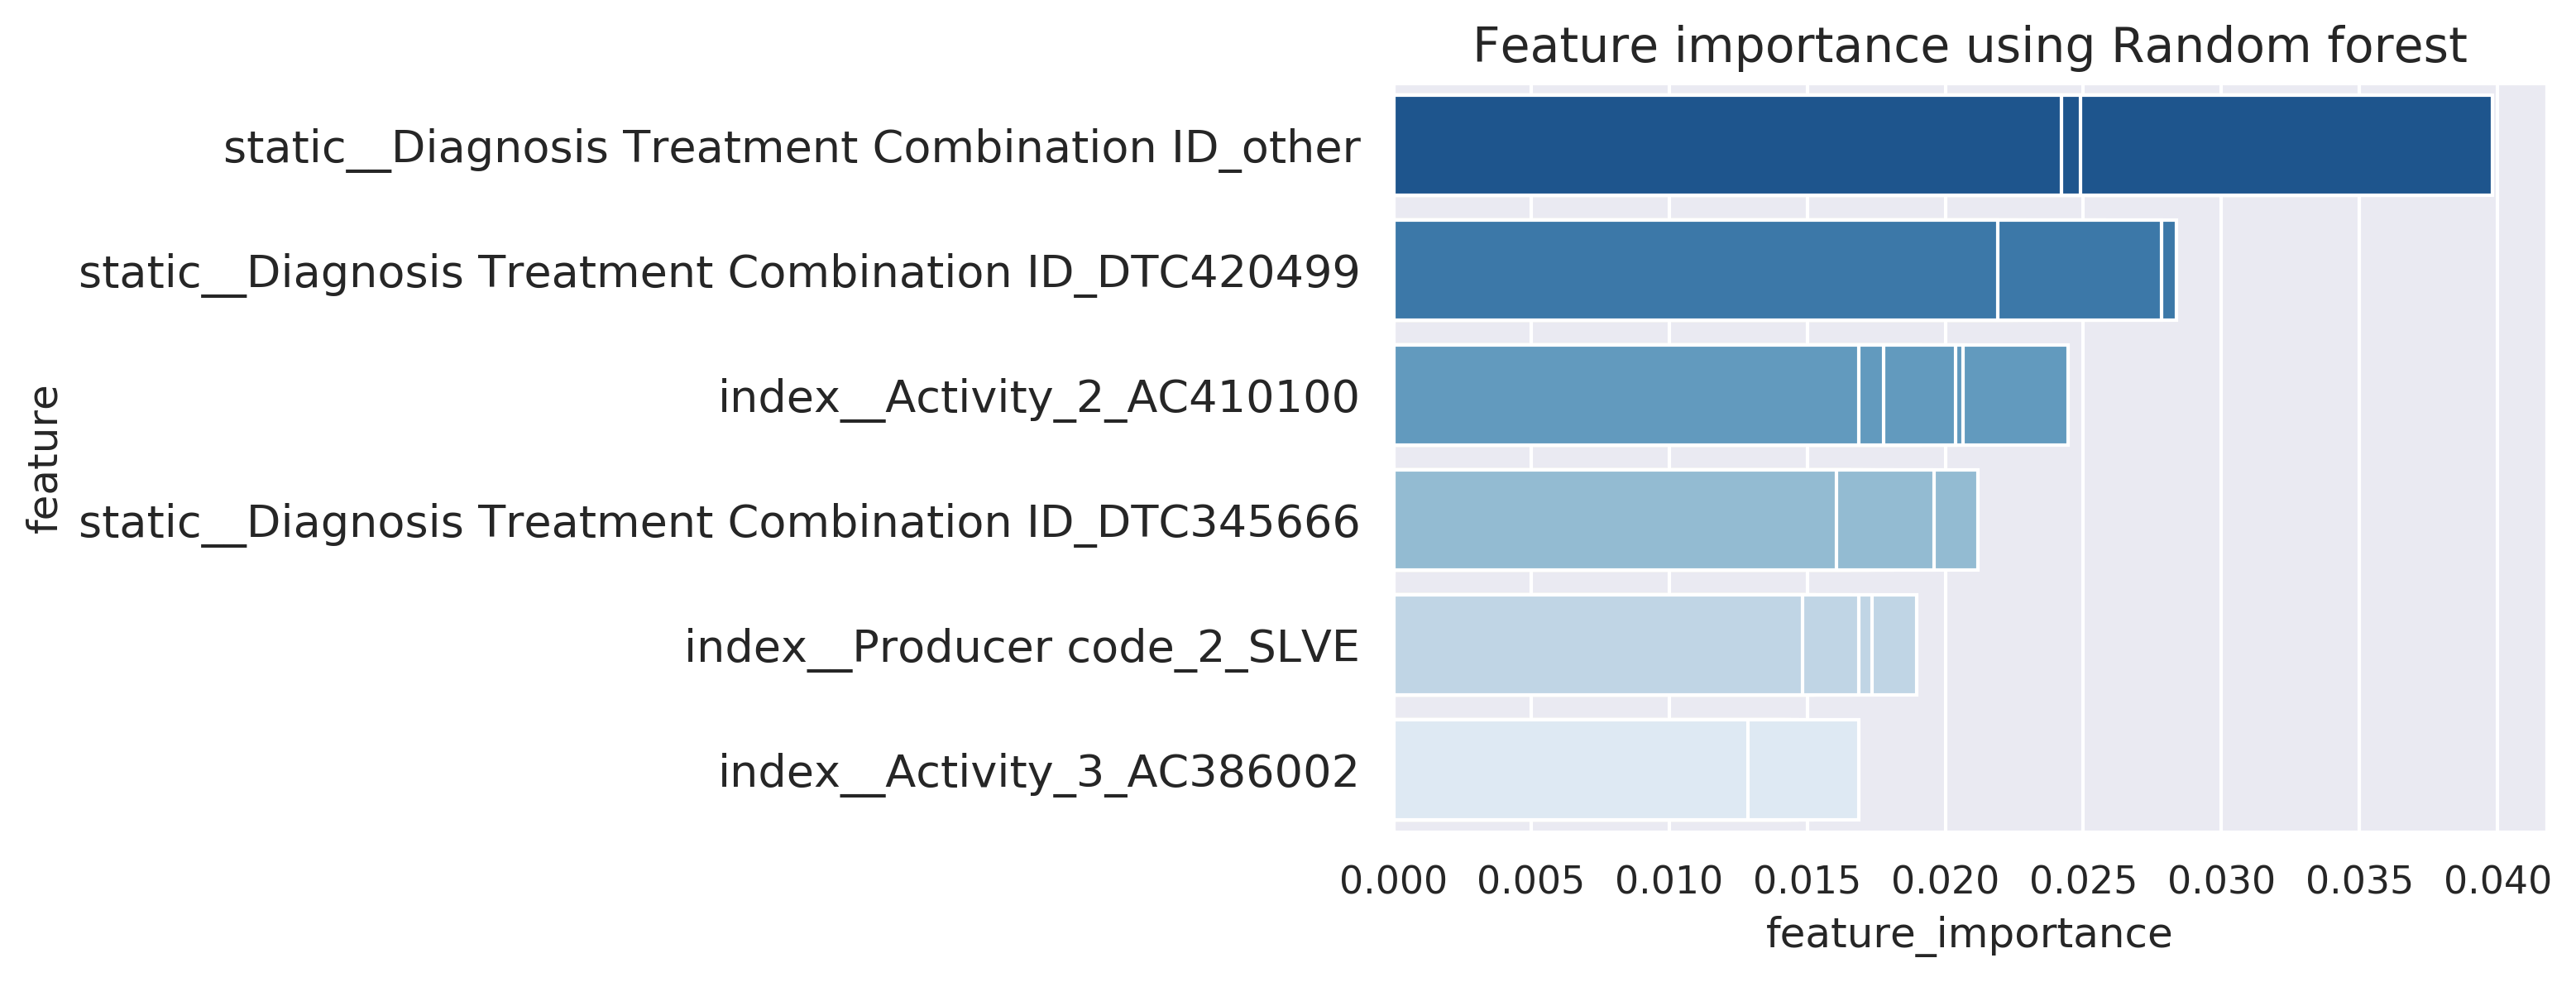 Feature importance using Random forest
static__Diagnosis Treatment Combination ID_other
static__Diagnosis Treatment Combination ID_DTC420499
index__Activity_2_AC410100
static__Diagnosis Treatment Combination ID_DTC345666
index__Producer code_2_SLVE
index__Activity_3_AC386002
feature
0.000 0.005 0.010 0.015 0.020 0.025 0.030 0.035 0.040
feature_importance